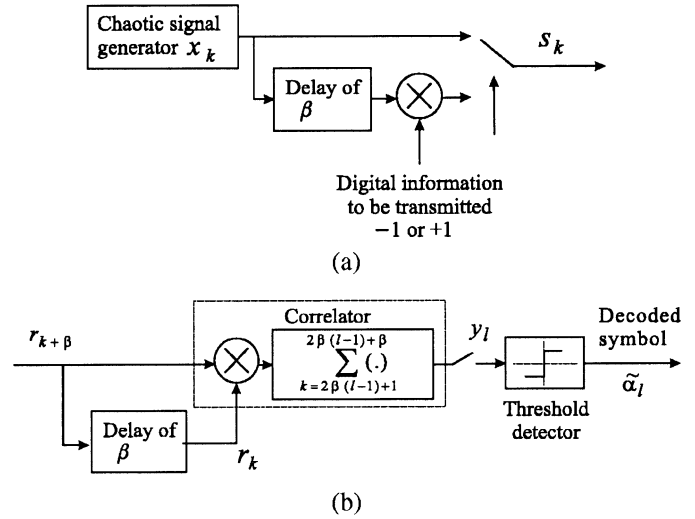 Chaotic signal
generator x_k
s_k
Delay of
β
Digital information
to be transmitted
−1 or +1
(a)
Correlator
r_{k+β}
2β (l−1)+β
∑ (.)
k=2β (l−1)+1
y_l
Decoded
symbol
α̃_l
Threshold
detector
Delay of
β
r_k
(b)